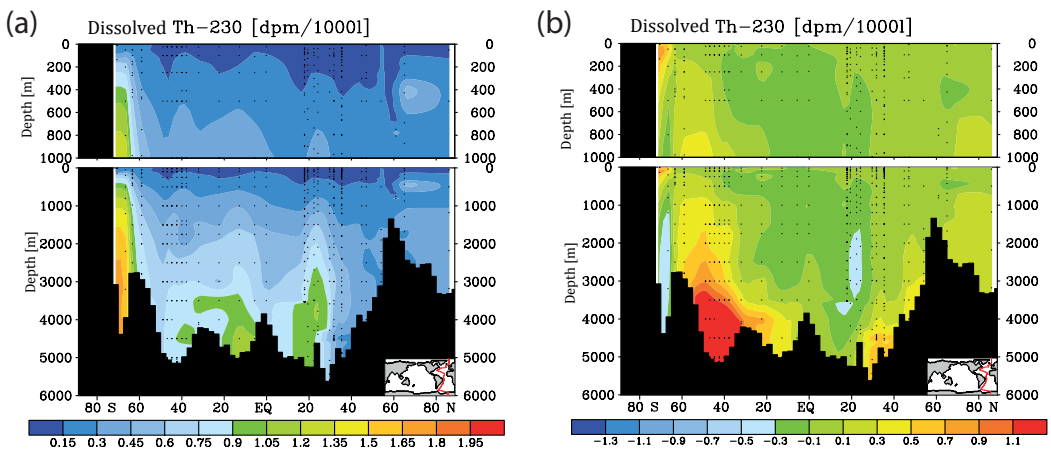 (a)
Dissolved Th-230 [dpm/1000l]
0 0
200 200
400 400
600 600
800 800
1000 1000
Depth [m]
0 0
1000 1000
2000 2000
3000 3000
4000 4000
5000 5000
6000 6000
Depth [m]
80 S 60 40 20 EQ 20 40 60 80 N
0.15 0.3 0.45 0.6 0.75 0.9 1.05 1.2 1.35 1.5 1.65 1.8 1.95
(b)
Dissolved Th-230 [dpm/1000l]
0 0
200 200
400 400
600 600
800 800
1000 1000
Depth [m]
0 0
1000 1000
2000 2000
3000 3000
4000 4000
5000 5000
6000 6000
Depth [m]
80 S 60 40 20 EQ 20 40 60 80 N
-1.3 -1.1 -0.9 -0.7 -0.5 -0.3 -0.1 0.1 0.3 0.5 0.7 0.9 1.1